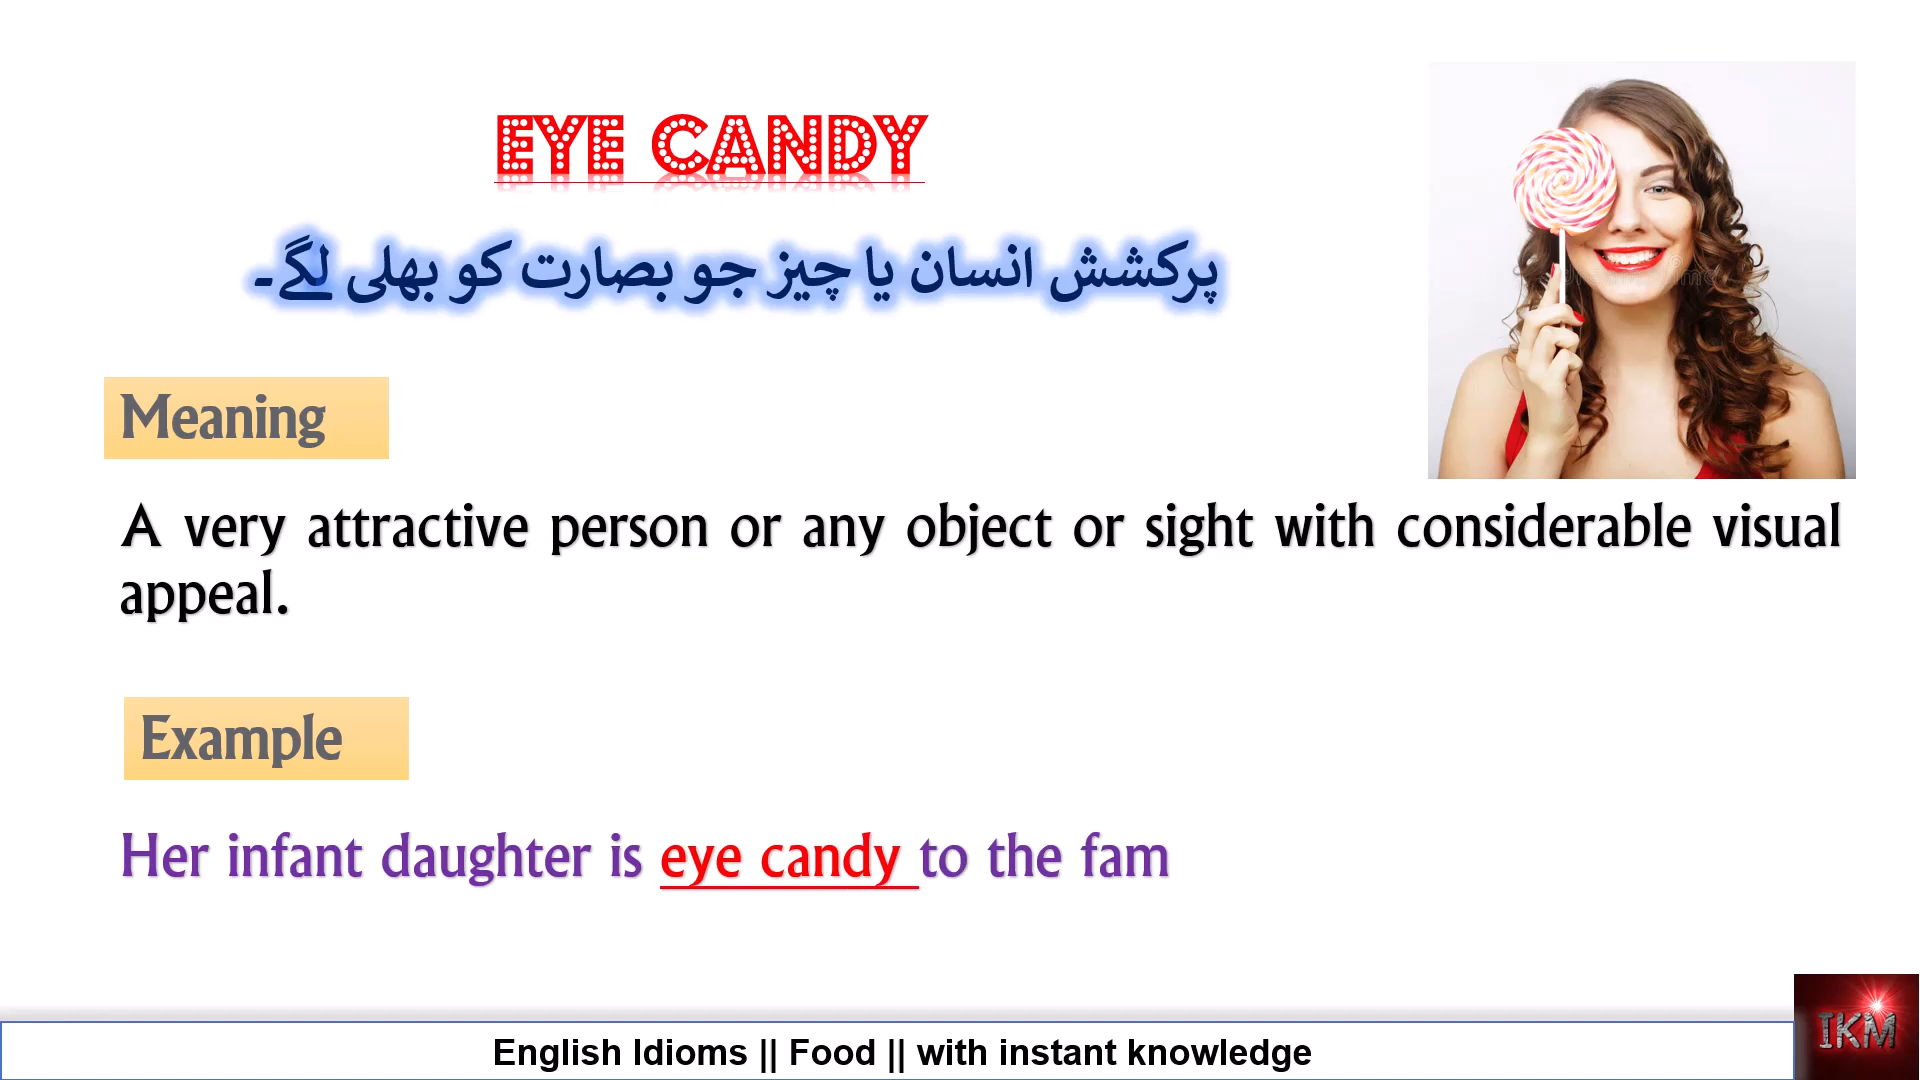 EYE CANDY
پرکشش انسان یا چیز جو بصارت کو بھلی لگے۔
Meaning
A very attractive person or any object or sight with considerable visual
appeal.
Example
Her infant daughter is eye candy to the fam
IKM
English Idioms || Food || with instant knowledge